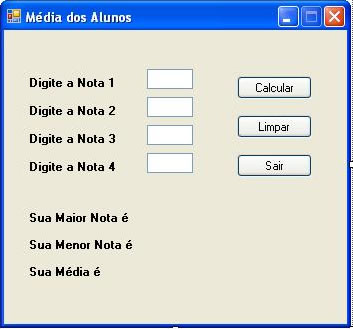 Média dos Alunos
Digite a Nota 1
Calcular
Digite a Nota 2
Limpar
Digite a Nota 3
Digite a Nota 4
Sair
Sua Maior Nota é
Sua Menor Nota é
Sua Média é